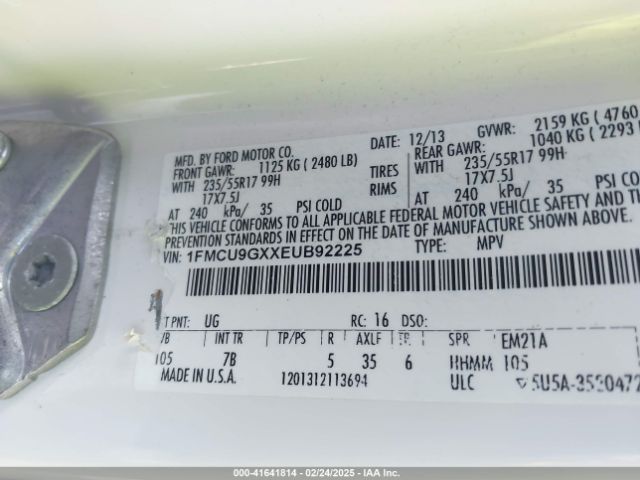 MFD. BY FORD MOTOR CO.
DATE: 12/13 GVWR: 2159 KG ( 4760
FRONT GAWR: 1125 KG ( 2480 LB) REAR GAWR: 1040 KG ( 2293
WITH 235/55R17 99H TIRES WITH 235/55R17 99H
17X7.5J RIMS 17X7.5J
AT 240 kPa/ 35 PSI COLD AT 240 kPa/ 35
THIS VEHICLE CONFORMS TO ALL APPLICABLE FEDERAL MOTOR VEHICLE SAFETY AND
PREVENTION STANDARDS IN EFFECT ON THE DATE OF MANUFACTURE SHOWN
VIN: 1FMCU9GXXEUB92225 TYPE: MPV
T PNT: UG RC: 16 DSO:
INT TR TP/PS R AXLE TR SPR EM21A
105 7B 5 35 6 HHMM 105
MADE IN U.S.A. 1201312113694 ULC
000-41641814 - 02/24/2025 - IAA Inc.